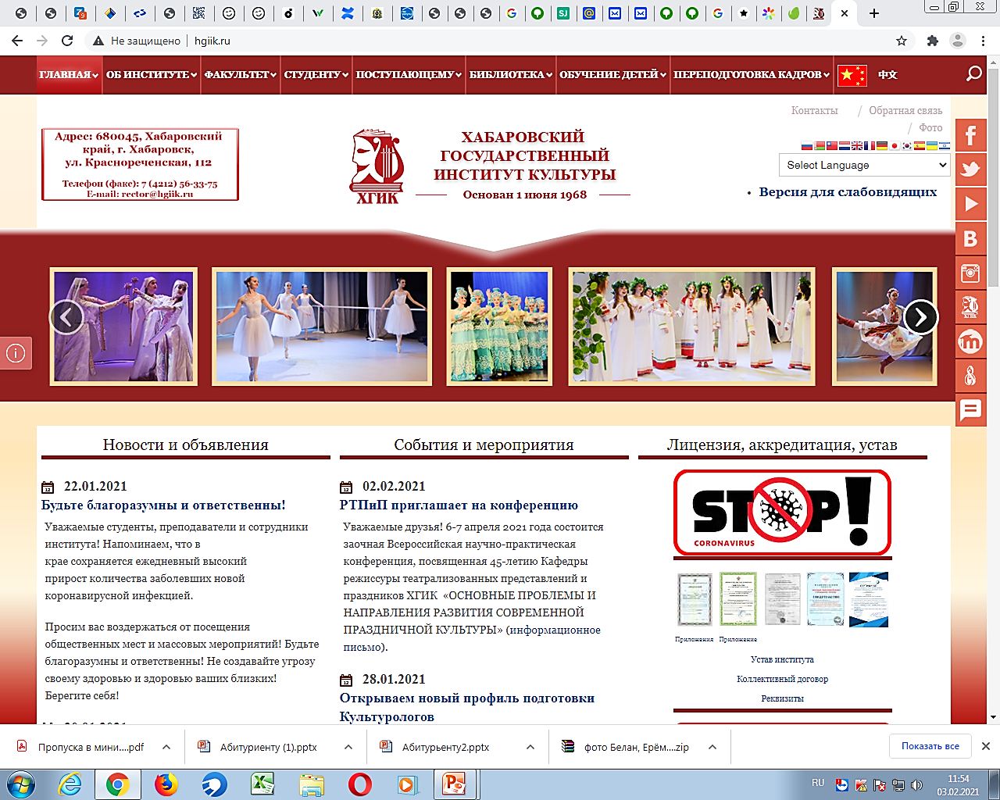 Не защищено | hgiik.ru
ГЛАВНАЯ
ОБ ИНСТИТУТЕ
ФАКУЛЬТЕТ
СТУДЕНТУ
ПОСТУПАЮЩЕМУ
БИБЛИОТЕКА
ОБУЧЕНИЕ ДЕТЕЙ
ПЕРЕПОДГОТОВКА КАДРОВ
中文
Контакты / Обратная связь
/ Фото
Адрес: 680045, Хабаровский
край, г. Хабаровск,
ул. Краснореченская, 112
Телефон (факс): 7 (4212) 56-33-75
E-mail: rector@hgiik.ru
ХГИК
ХАБАРОВСКИЙ
ГОСУДАРСТВЕННЫЙ
ИНСТИТУТ КУЛЬТУРЫ
Основан 1 июня 1968
Select Language
• Версия для слабовидящих
Новости и объявления
22.01.2021
Будьте благоразумны и ответственны!
Уважаемые студенты, преподаватели и сотрудники
института! Напоминаем, что в
крае сохраняется ежедневный высокий
прирост количества заболевших новой
коронавирусной инфекцией.
Просим вас воздержаться от посещения
общественных мест и массовых мероприятий! Будьте
благоразумны и ответственны! Не создавайте угрозу
своему здоровью и здоровью ваших близких!
Берегите себя!
События и мероприятия
02.02.2021
РТПиП приглашает на конференцию
Уважаемые друзья! 6-7 апреля 2021 года состоится
заочная Всероссийская научно-практическая
конференция, посвященная 45-летию Кафедры
режиссуры театрализованных представлений и
праздников ХГИК «ОСНОВНЫЕ ПРОБЛЕМЫ И
НАПРАВЛЕНИЯ РАЗВИТИЯ СОВРЕМЕННОЙ
ПРАЗДНИЧНОЙ КУЛЬТУРЫ» (информационное
письмо).
28.01.2021
Открываем новый профиль подготовки
Культурологов
Лицензия, аккредитация, устав
STOP!
CORONAVIRUS
Приложения Приложение
Устав института
Коллективный договор
Реквизиты
Пропуска в мини....pdf
Абитуриенту (1).pptx
Абитурьенту2.pptx
фото Белан, Ерём....zip
Показать все
RU
11:54
03.02.2021